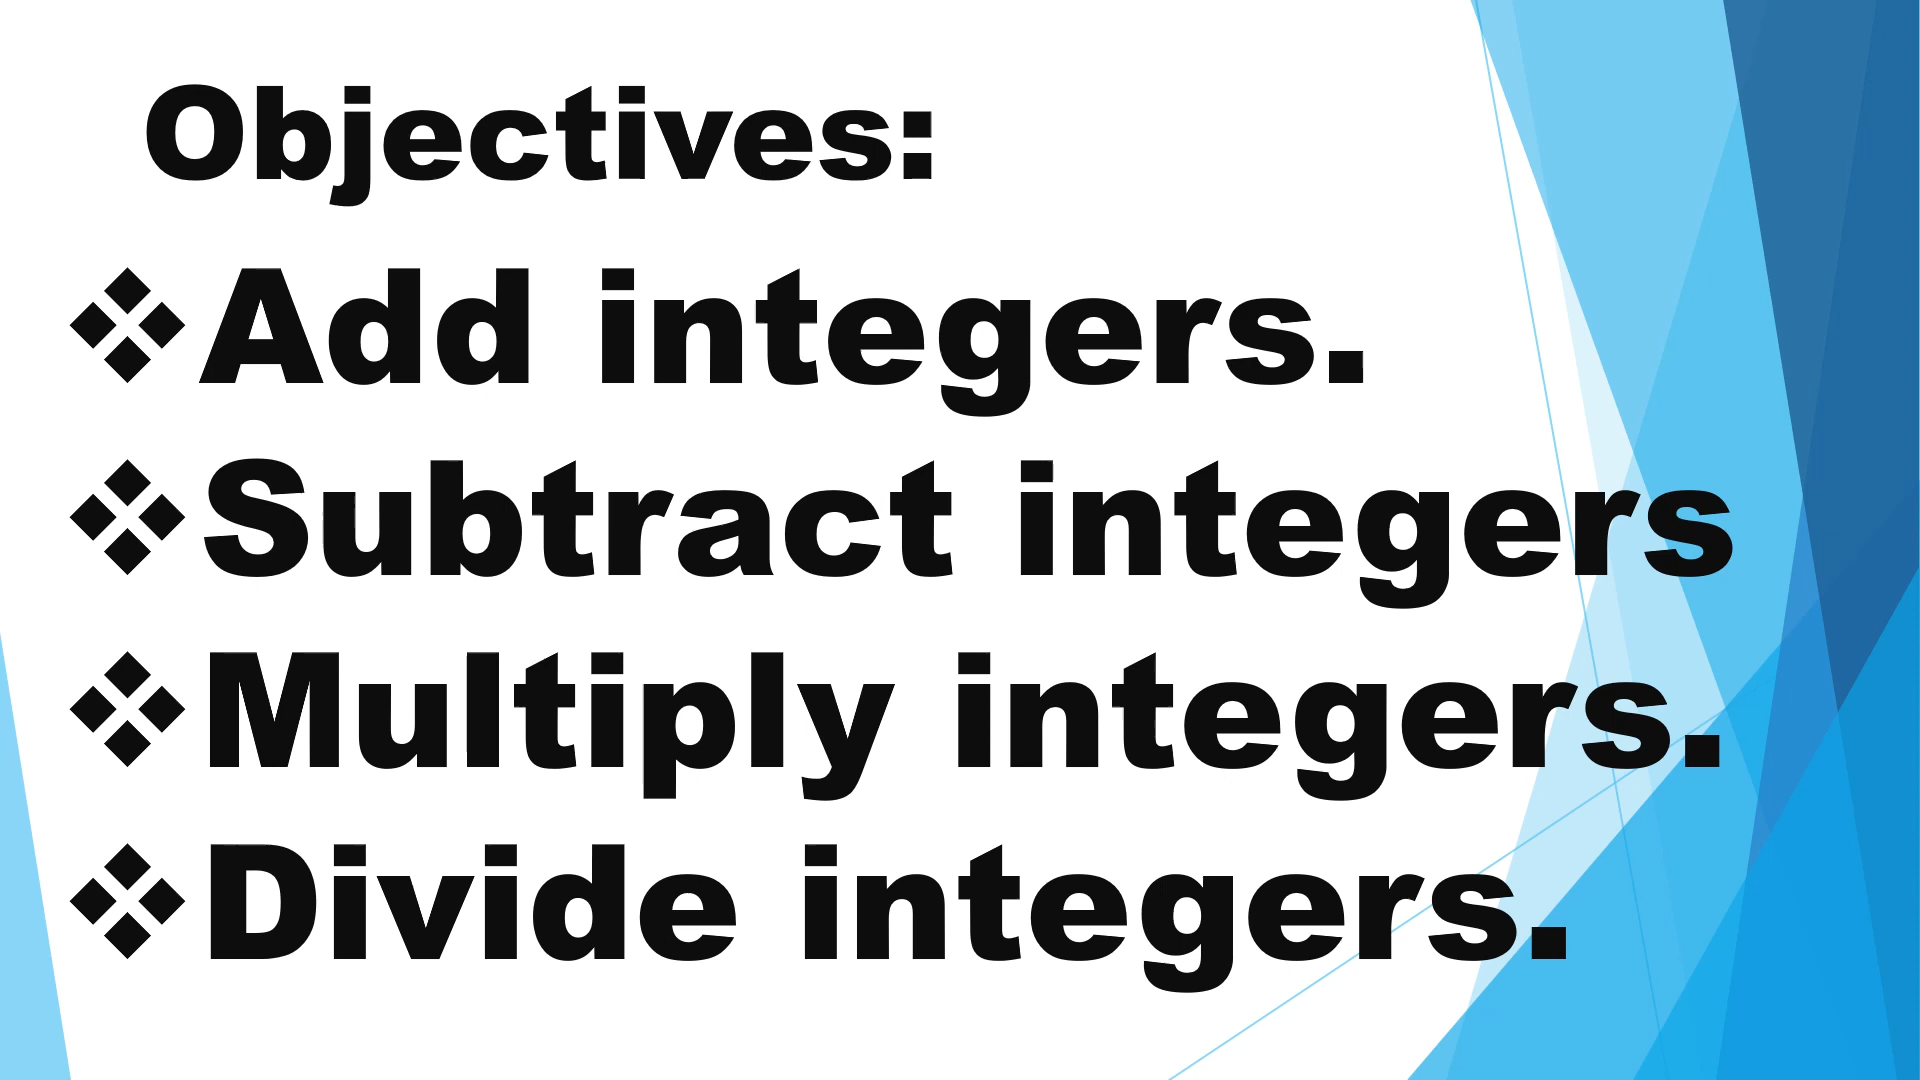 Objectives:
❖Add integers.
❖Subtract integers
❖Multiply integers.
❖Divide integers.